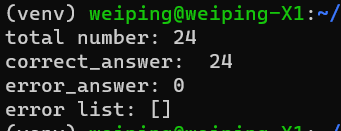 (venv) weiping@weiping-X1:~/
total number: 24
correct_answer:  24
error_answer: 0
error list: []